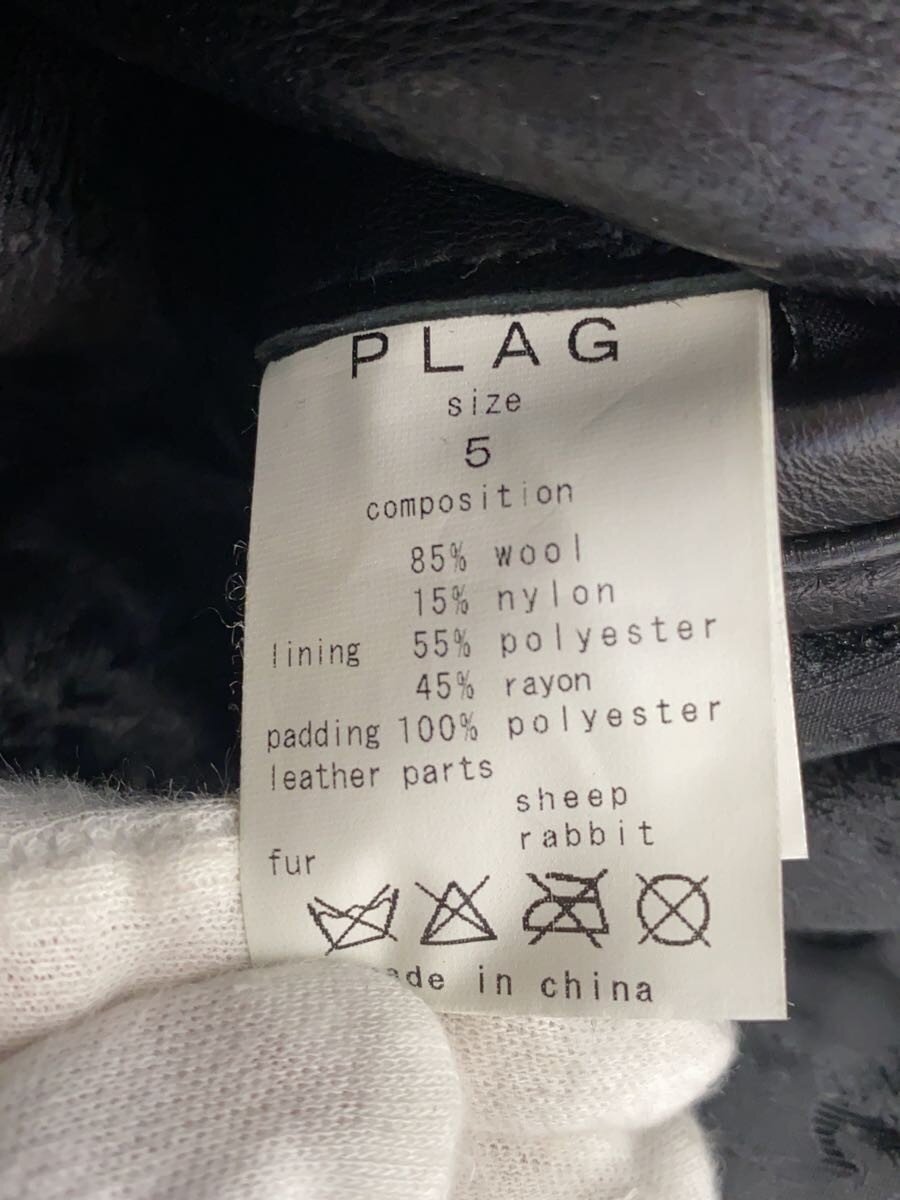 PLAG
size
5
composition
85% wool
15% nylon
lining 55% polyester
45% rayon
padding 100% polyester
leather parts
sheep
rabbit
fur
in china